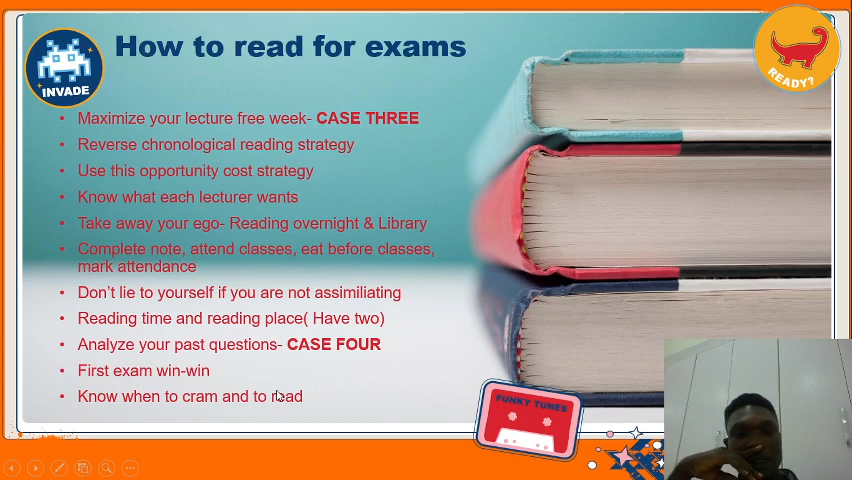 How to read for exams
INVADE
READY?
• Maximize your lecture free week- CASE THREE
• Reverse chronological reading strategy
• Use this opportunity cost strategy
• Know what each lecturer wants
• Take away your ego- Reading overnight & Library
• Complete note, attend classes, eat before classes,
mark attendance
• Don’t lie to yourself if you are not assimiliating
• Reading time and reading place( Have two)
• Analyze your past questions- CASE FOUR
• First exam win-win
• Know when to cram and to read
FUNKY TUNES